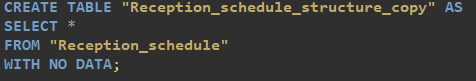 CREATE TABLE "Reception_schedule_structure_copy" AS
SELECT *
FROM "Reception_schedule"
WITH NO DATA;